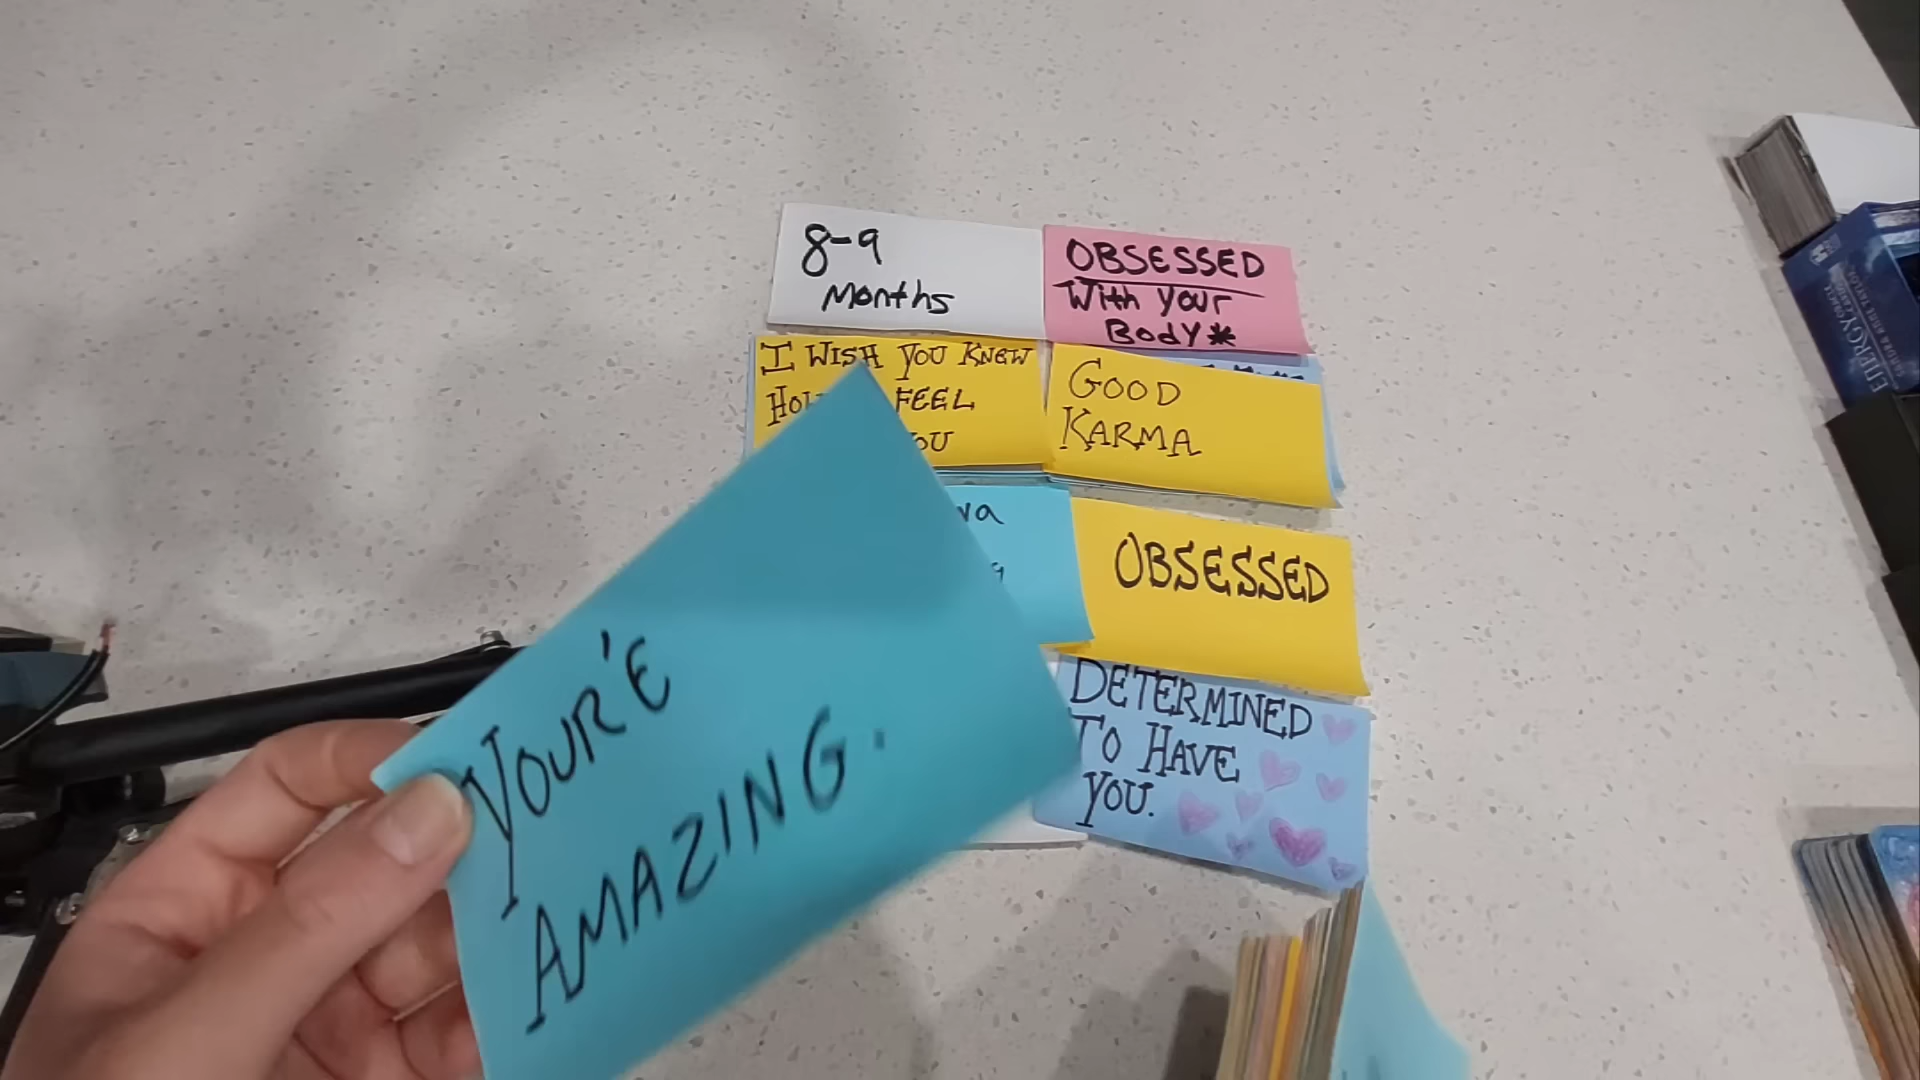 8-9
Months
OBSESSED
With your
Body*
I WISH YOU KNEW
FEEL
GOOD
KARMA
OBSESSED
DETERMINED
TO HAVE
YOU.
YOUR'E
AMAZING.
ENERGY